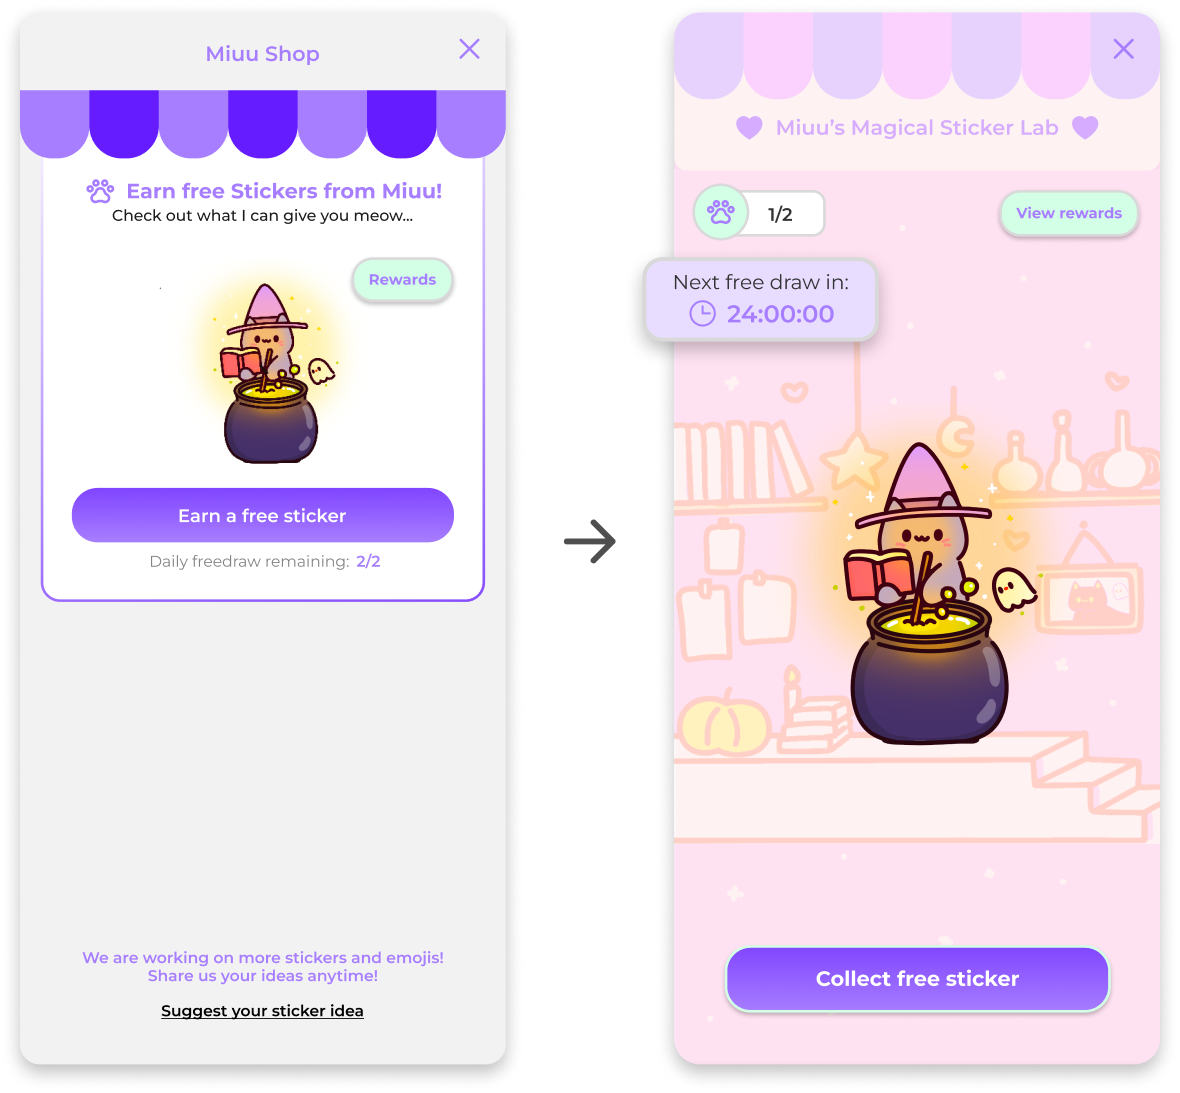 Miuu Shop
Earn free Stickers from Miuu!
Check out what I can give you meow...
Rewards
Earn a free sticker
Daily freedraw remaining: 2/2
We are working on more stickers and emojis!
Share us your ideas anytime!
Suggest your sticker idea
Miuu’s Magical Sticker Lab
1/2
View rewards
Next free draw in:
24:00:00
Collect free sticker